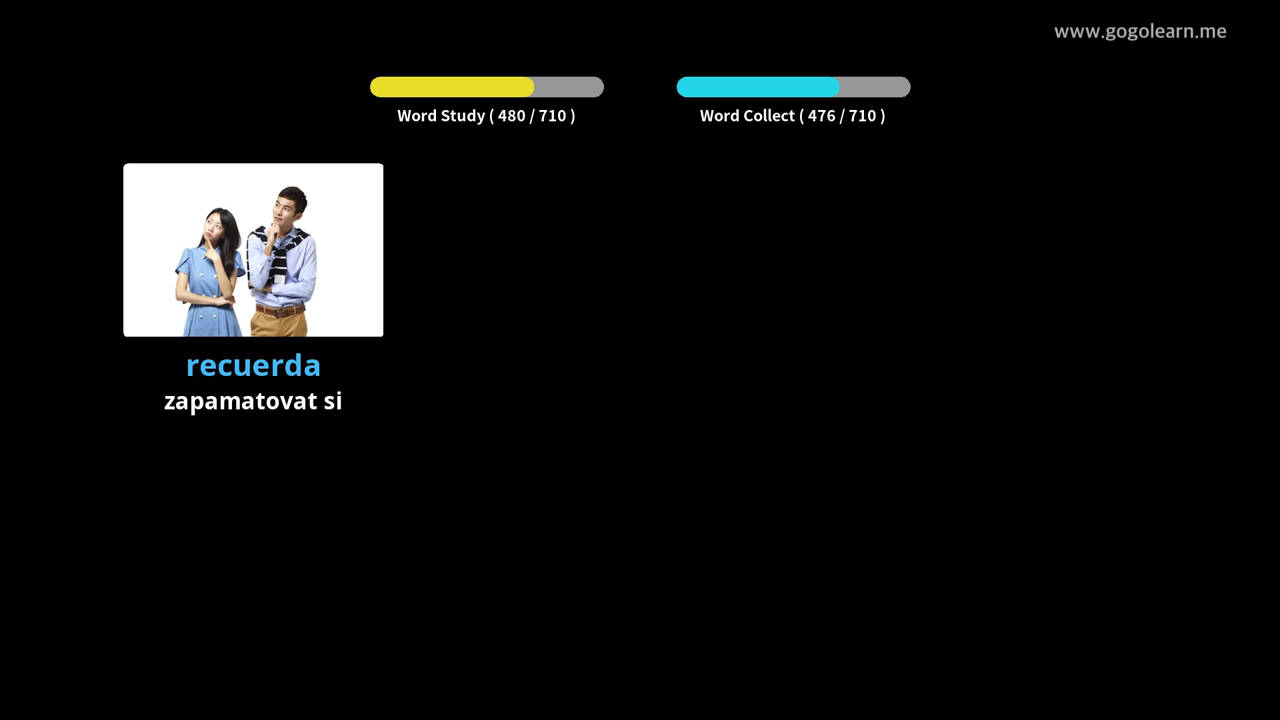 www.gogolearn.me
Word Study ( 480 / 710 )
Word Collect ( 476 / 710 )
recuerda
zapamatovat si